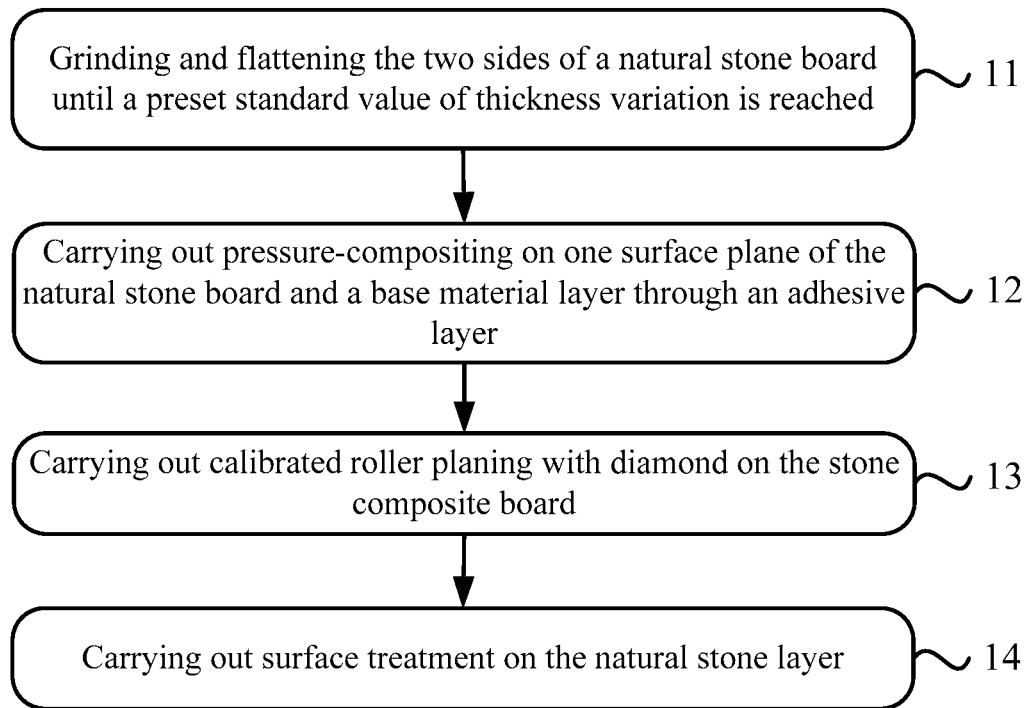 Grinding and flattening the two sides of a natural stone board
until a preset standard value of thickness variation is reached
11
Carrying out pressure-compositing on one surface plane of the
natural stone board and a base material layer through an adhesive
layer
12
Carrying out calibrated roller planing with diamond on the stone
composite board
13
Carrying out surface treatment on the natural stone layer
14